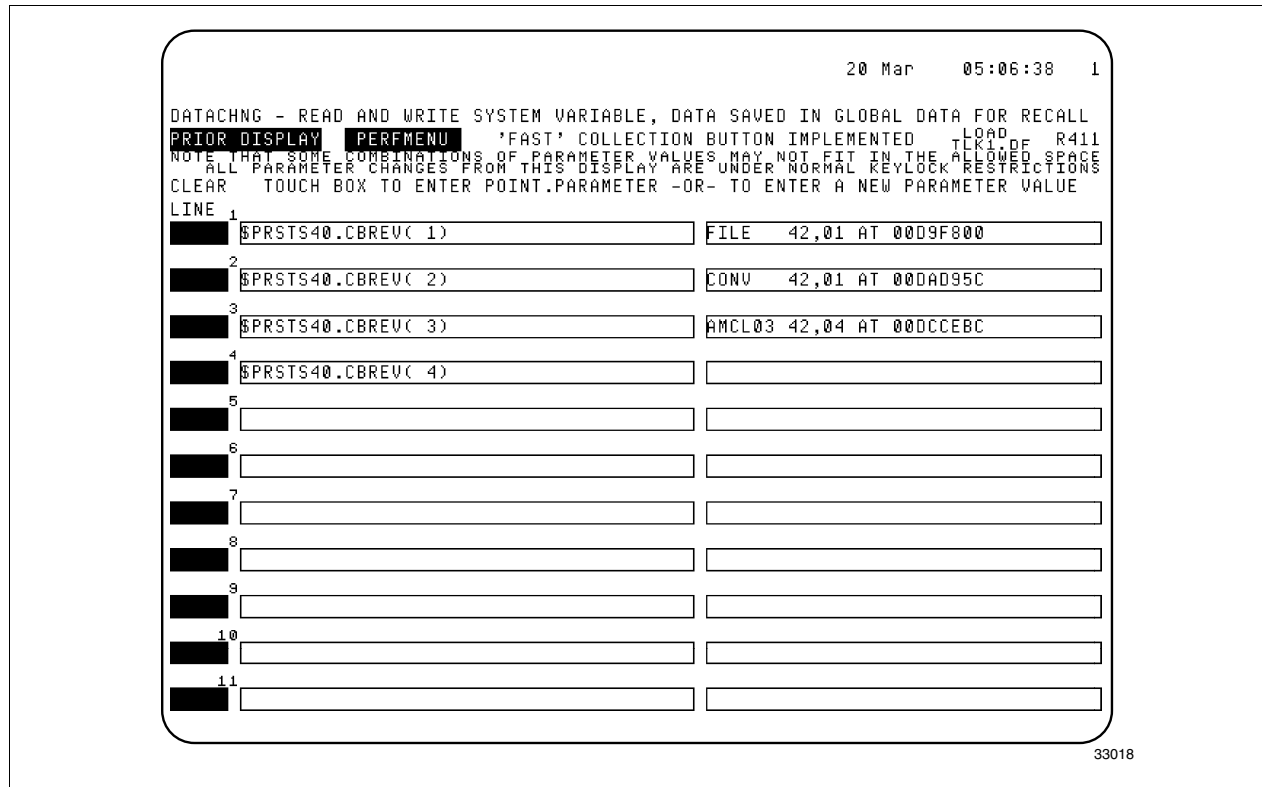 20 Mar 05:06:38 1
DATACHNG - READ AND WRITE SYSTEM VARIABLE, DATA SAVED IN GLOBAL DATA FOR RECALL
PRIOR DISPLAY PERFMENU 'FAST' COLLECTION BUTTON IMPLEMENTED LOAD TLK1.DF R411
NOTE THAT SOME COMBINATIONS OF PARAMETER VALUES MAY NOT FIT IN THE ALLOWED SPACE
ALL PARAMETER CHANGES FROM THIS DISPLAY ARE UNDER NORMAL KEYLOCK RESTRICTIONS
CLEAR TOUCH BOX TO ENTER POINT.PARAMETER -OR- TO ENTER A NEW PARAMETER VALUE
LINE
1 $PRSTS40.CBREV( 1) FILE 42,01 AT 00D9F800
2 $PRSTS40.CBREV( 2) CONV 42,01 AT 00DAD95C
3 $PRSTS40.CBREV( 3) AMCL03 42,04 AT 00DCCEBC
4 $PRSTS40.CBREV( 4)
5
6
7
8
9
10
11
33018